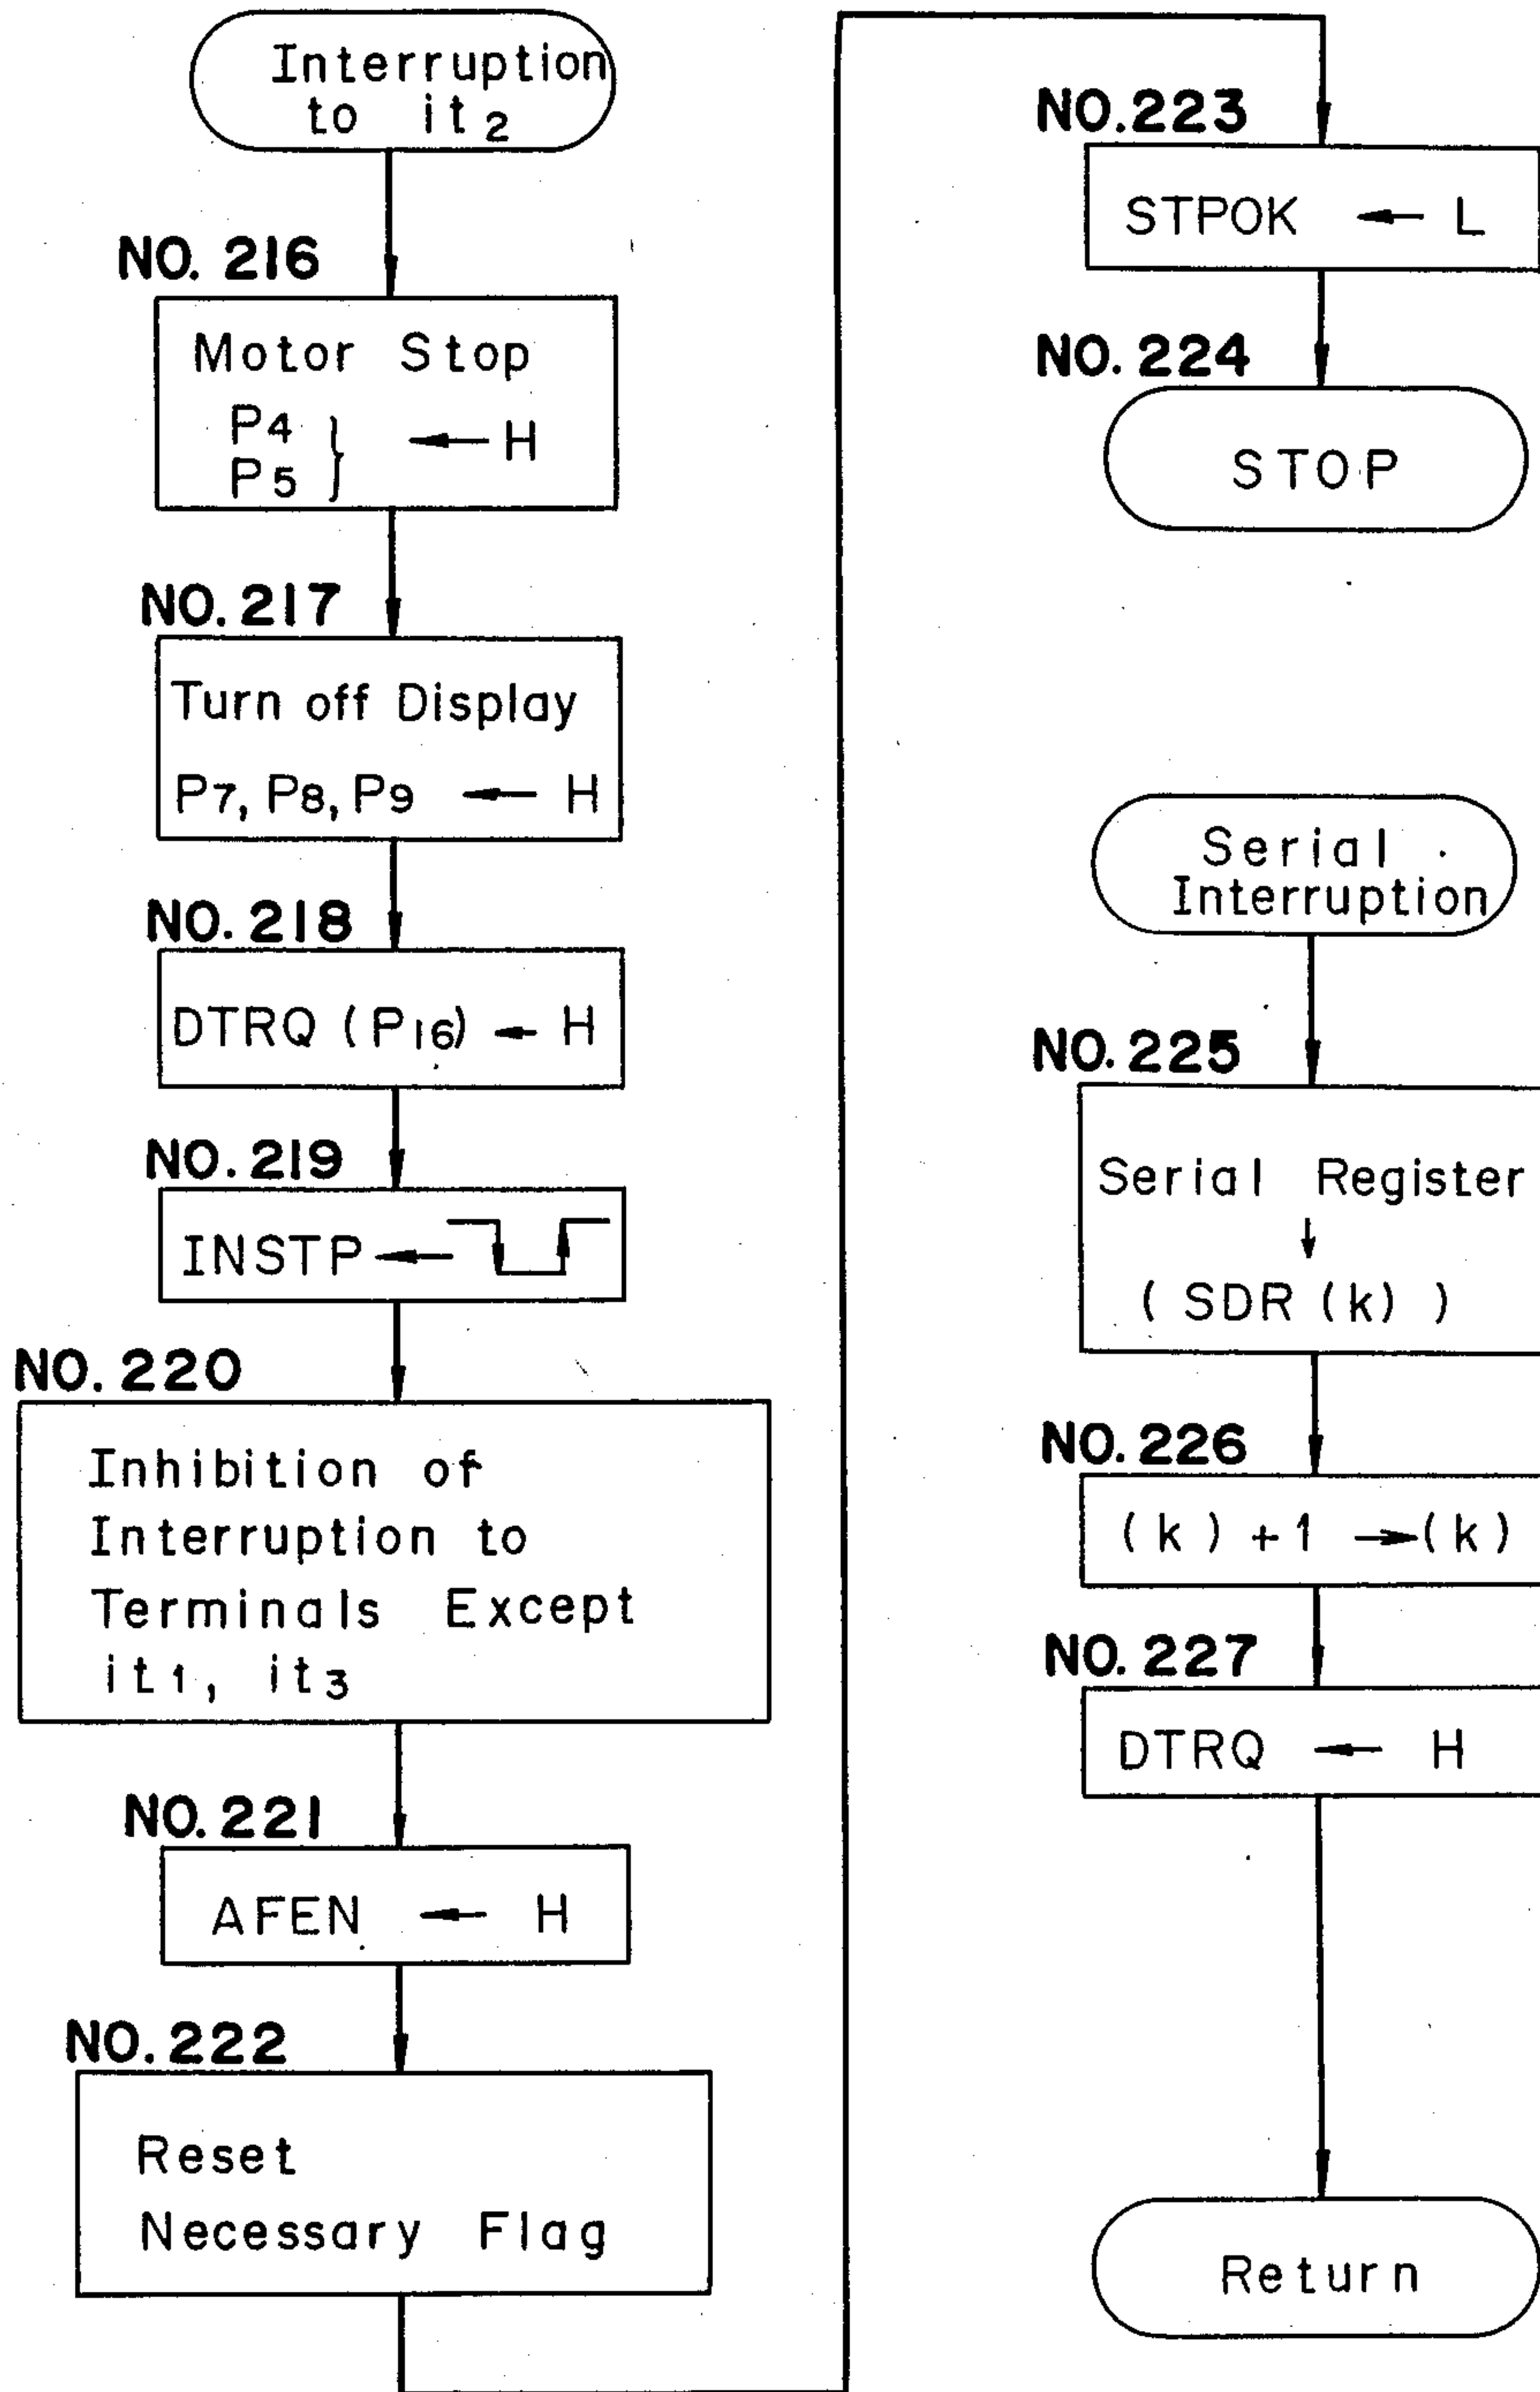 Interruption
to it2
NO. 216
Motor Stop
P4
P5 } ← H
NO. 217
Turn off Display
P7, P8, P9 ← H
NO. 218
DTRQ (P16) ← H
NO. 219
INSTP ←
NO. 220
Inhibition of
Interruption to
Terminals Except
it1, it3
NO. 221
AFEN ← H
NO. 222
Reset
Necessary Flag
NO. 223
STPOK ← L
NO. 224
STOP
Serial
Interruption
NO. 225
Serial Register
↓
( SDR (k) )
NO. 226
(k) + 1 → (k)
NO. 227
DTRQ ← H
Return